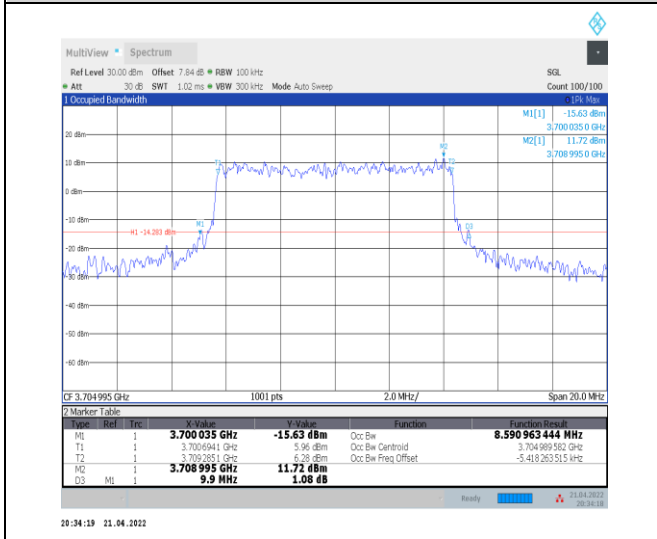 MultiView Spectrum
Ref Level 30.00 dBm Offset 7.84 dB RBW 100 kHz SGL
Att 30 dB SWT 1.02 ms VBW 300 kHz Mode Auto Sweep Count 100/100
1 Occupied Bandwidth 1Pk Max
M1[1] -15.63 dBm
3.700 035 0 GHz
M2[1] 11.72 dBm
3.708 995 0 GHz
20 dBm
M2
10 dBm
T1 T2
0 dBm
-10 dBm
M1 D3
H1 -14.283 dBm
-20 dBm
-30 dBm
-40 dBm
-50 dBm
-60 dBm
CF 3.704 995 GHz 1001 pts 2.0 MHz/ Span 20.0 MHz
2 Marker Table
Type Ref Trc X-Value Y-Value Function Function Result
M1 1 3.700 035 GHz -15.63 dBm Occ Bw 8.590 963 444 MHz
T1 1 3.700 694 1 GHz 5.96 dBm Occ Bw Centroid 3.704 989 582 GHz
T2 1 3.709 285 1 GHz 6.28 dBm Occ Bw Freq Offset -5.418 263 515 kHz
M2 1 3.708 995 GHz 11.72 dBm
D3 M1 1 9.9 MHz 1.08 dB
Ready 21.04.2022
20:34:18
20:34:19 21.04.2022